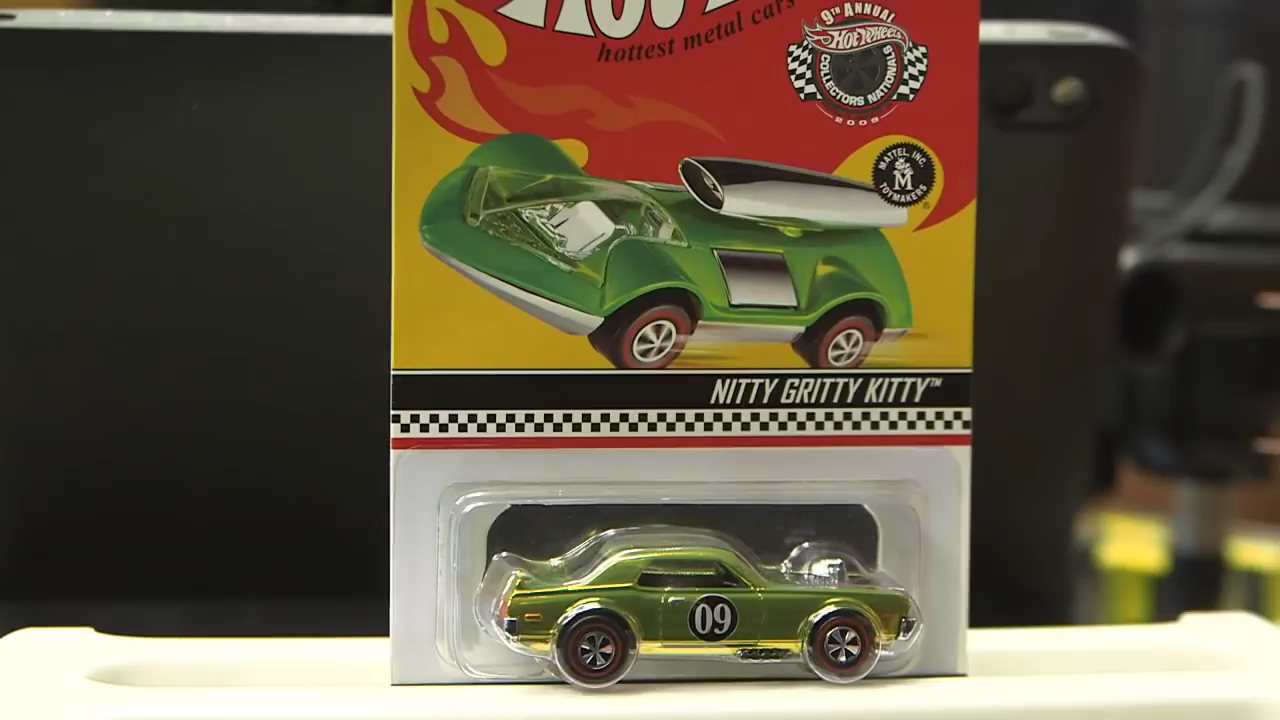 hottest metal cars
9TH ANNUAL
HOT WHEELS
COLLECTORS NATIONALS
2009
MATTEL, INC.
M
TOYMAKERS
®
NITTY GRITTY KITTY™
09